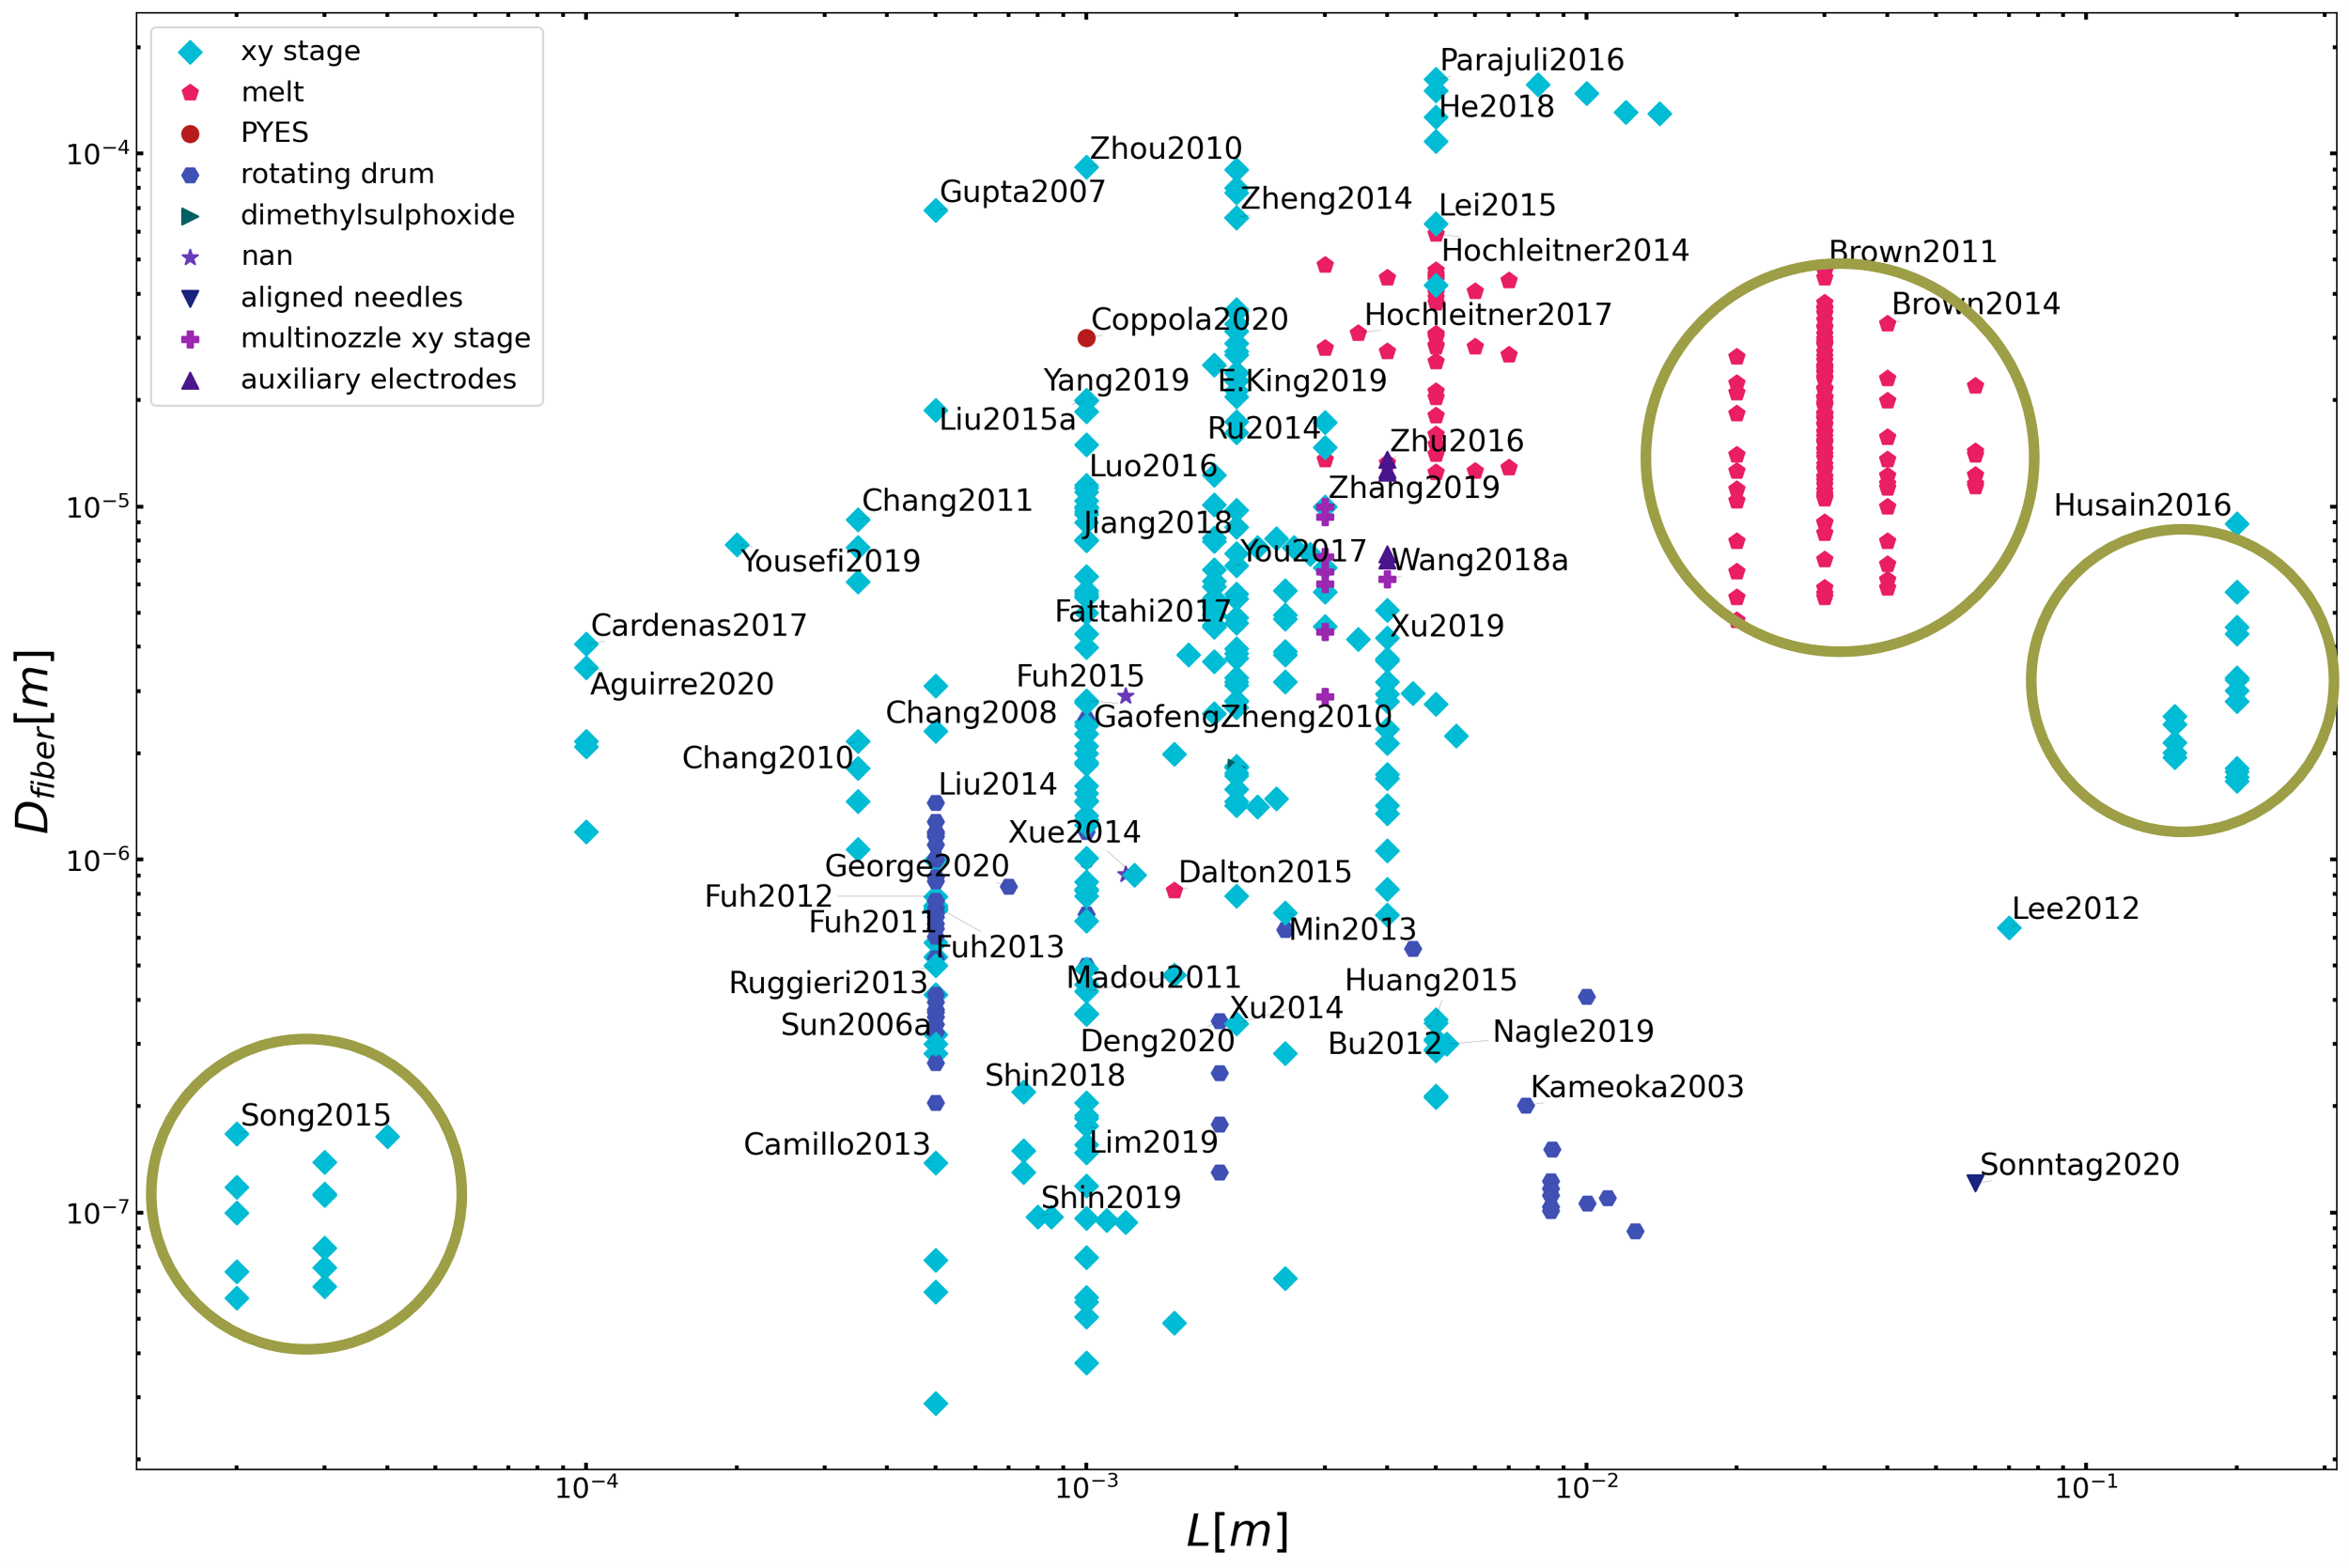 xy stage
melt
PYES
rotating drum
dimethylsulphoxide
nan
aligned needles
multinozzle xy stage
auxiliary electrodes
Parajuli2016
He2018
Zhou2010
Gupta2007
Zheng2014
Lei2015
Hochleitner2014
Brown2011
Brown2014
Coppola2020
Hochleitner2017
Yang2019
E.King2019
Liu2015a
Ru2014
Zhu2016
Luo2016
Zhang2019
Chang2011
Husain2016
Jiang2018
Yousefi2019
You2017
Wang2018a
Fattahi2017
Cardenas2017
Xu2019
Aguirre2020
Fuh2015
Chang2008
GaofengZheng2010
Chang2010
Liu2014
Xue2014
George2020
Dalton2015
Fuh2012
Lee2012
Fuh2011
Min2013
Fuh2013
Ruggieri2013
Madou2011
Huang2015
Xu2014
Sun2006a
Deng2020
Bu2012
Nagle2019
Shin2018
Kameoka2003
Song2015
Camillo2013
Lim2019
Sonntag2020
Shin2019
10⁻⁴
10⁻⁵
10⁻⁶
10⁻⁷
D_fiber[m]
10⁻⁴ 10⁻³ 10⁻² 10⁻¹
L[m]